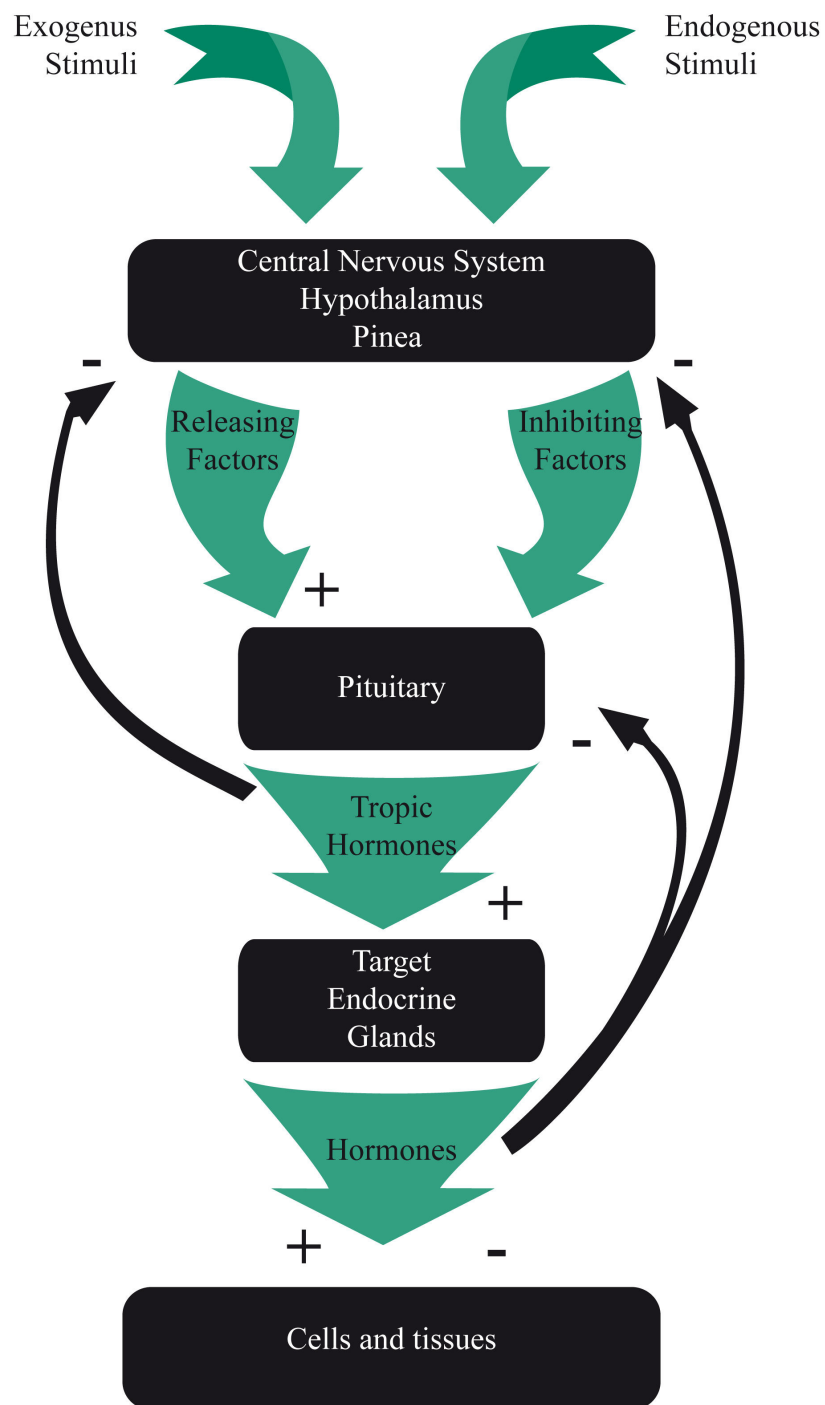 Exogenus
Stimuli
Endogenous
Stimuli
Central Nervous System
Hypothalamus
Pinea
-
-
Releasing
Factors
Inhibiting
Factors
+
Pituitary
-
Tropic
Hormones
+
Target
Endocrine
Glands
Hormones
+
-
Cells and tissues